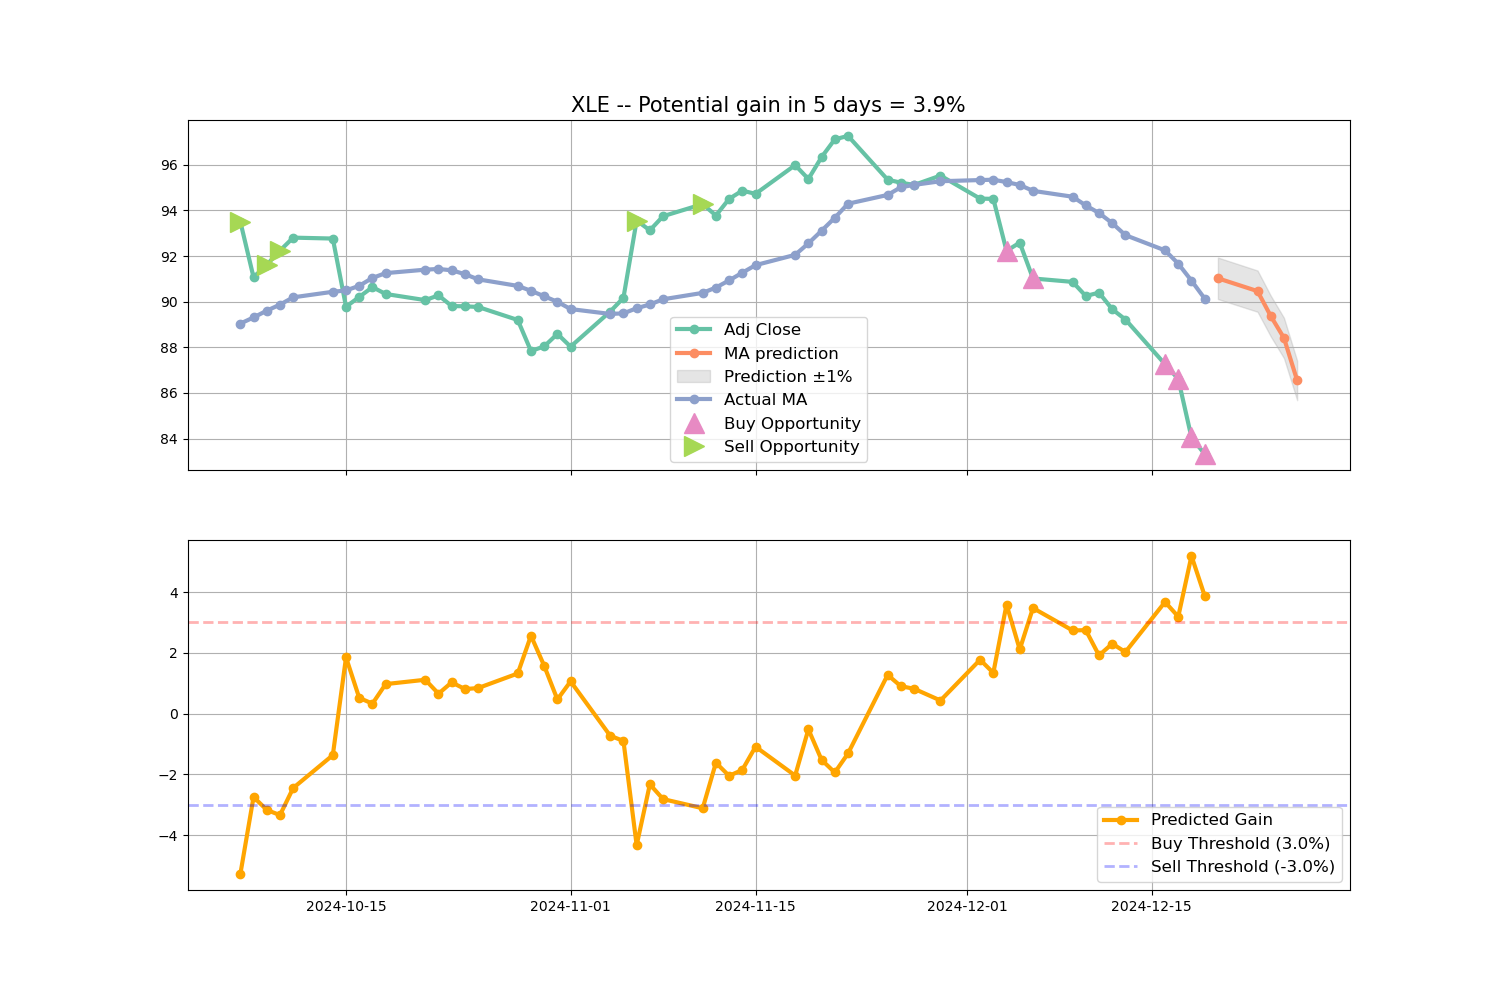 XLE -- Potential gain in 5 days = 3.9%
96
94
92
90
88
86
84
Adj Close
MA prediction
Prediction ±1%
Actual MA
Buy Opportunity
Sell Opportunity
4
2
0
−2
−4
Predicted Gain
Buy Threshold (3.0%)
Sell Threshold (-3.0%)
2024-10-15 2024-11-01 2024-11-15 2024-12-01 2024-12-15